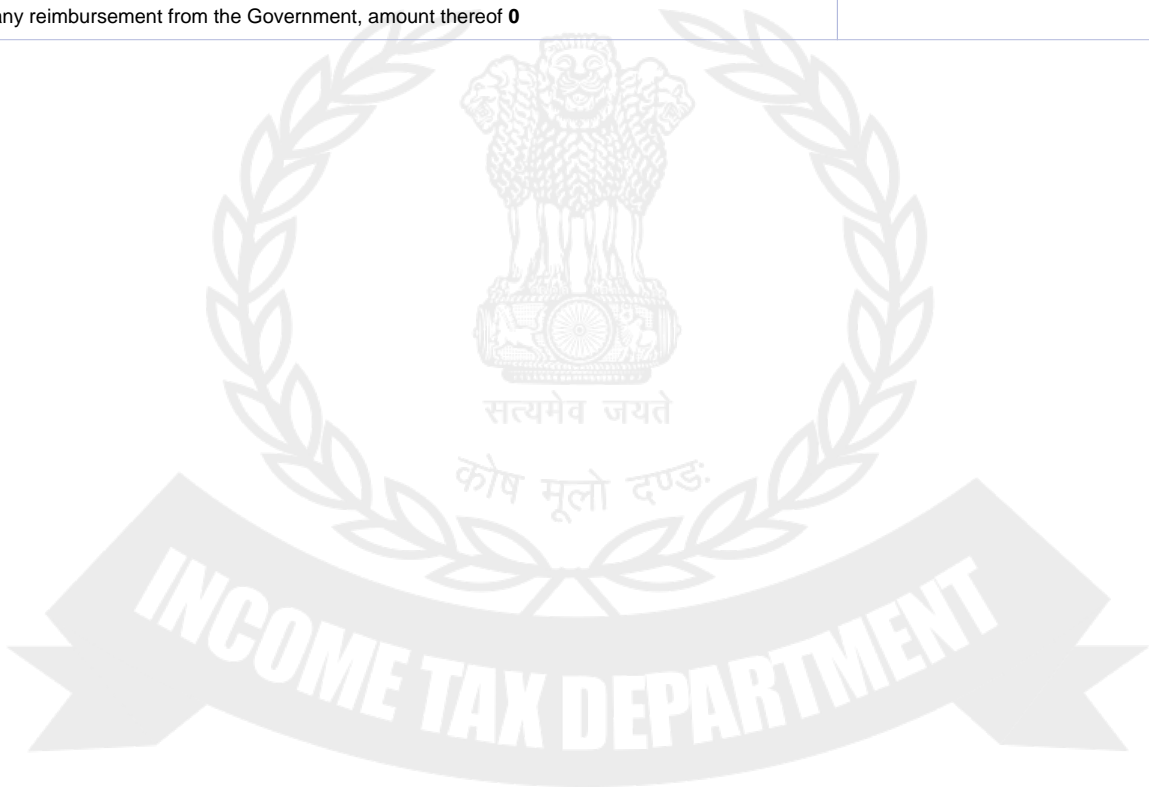 any reimbursement from the Government, amount thereof 0
सत्यमेव जयते
कोष मूलो दण्डः
INCOME TAX DEPARTMENT